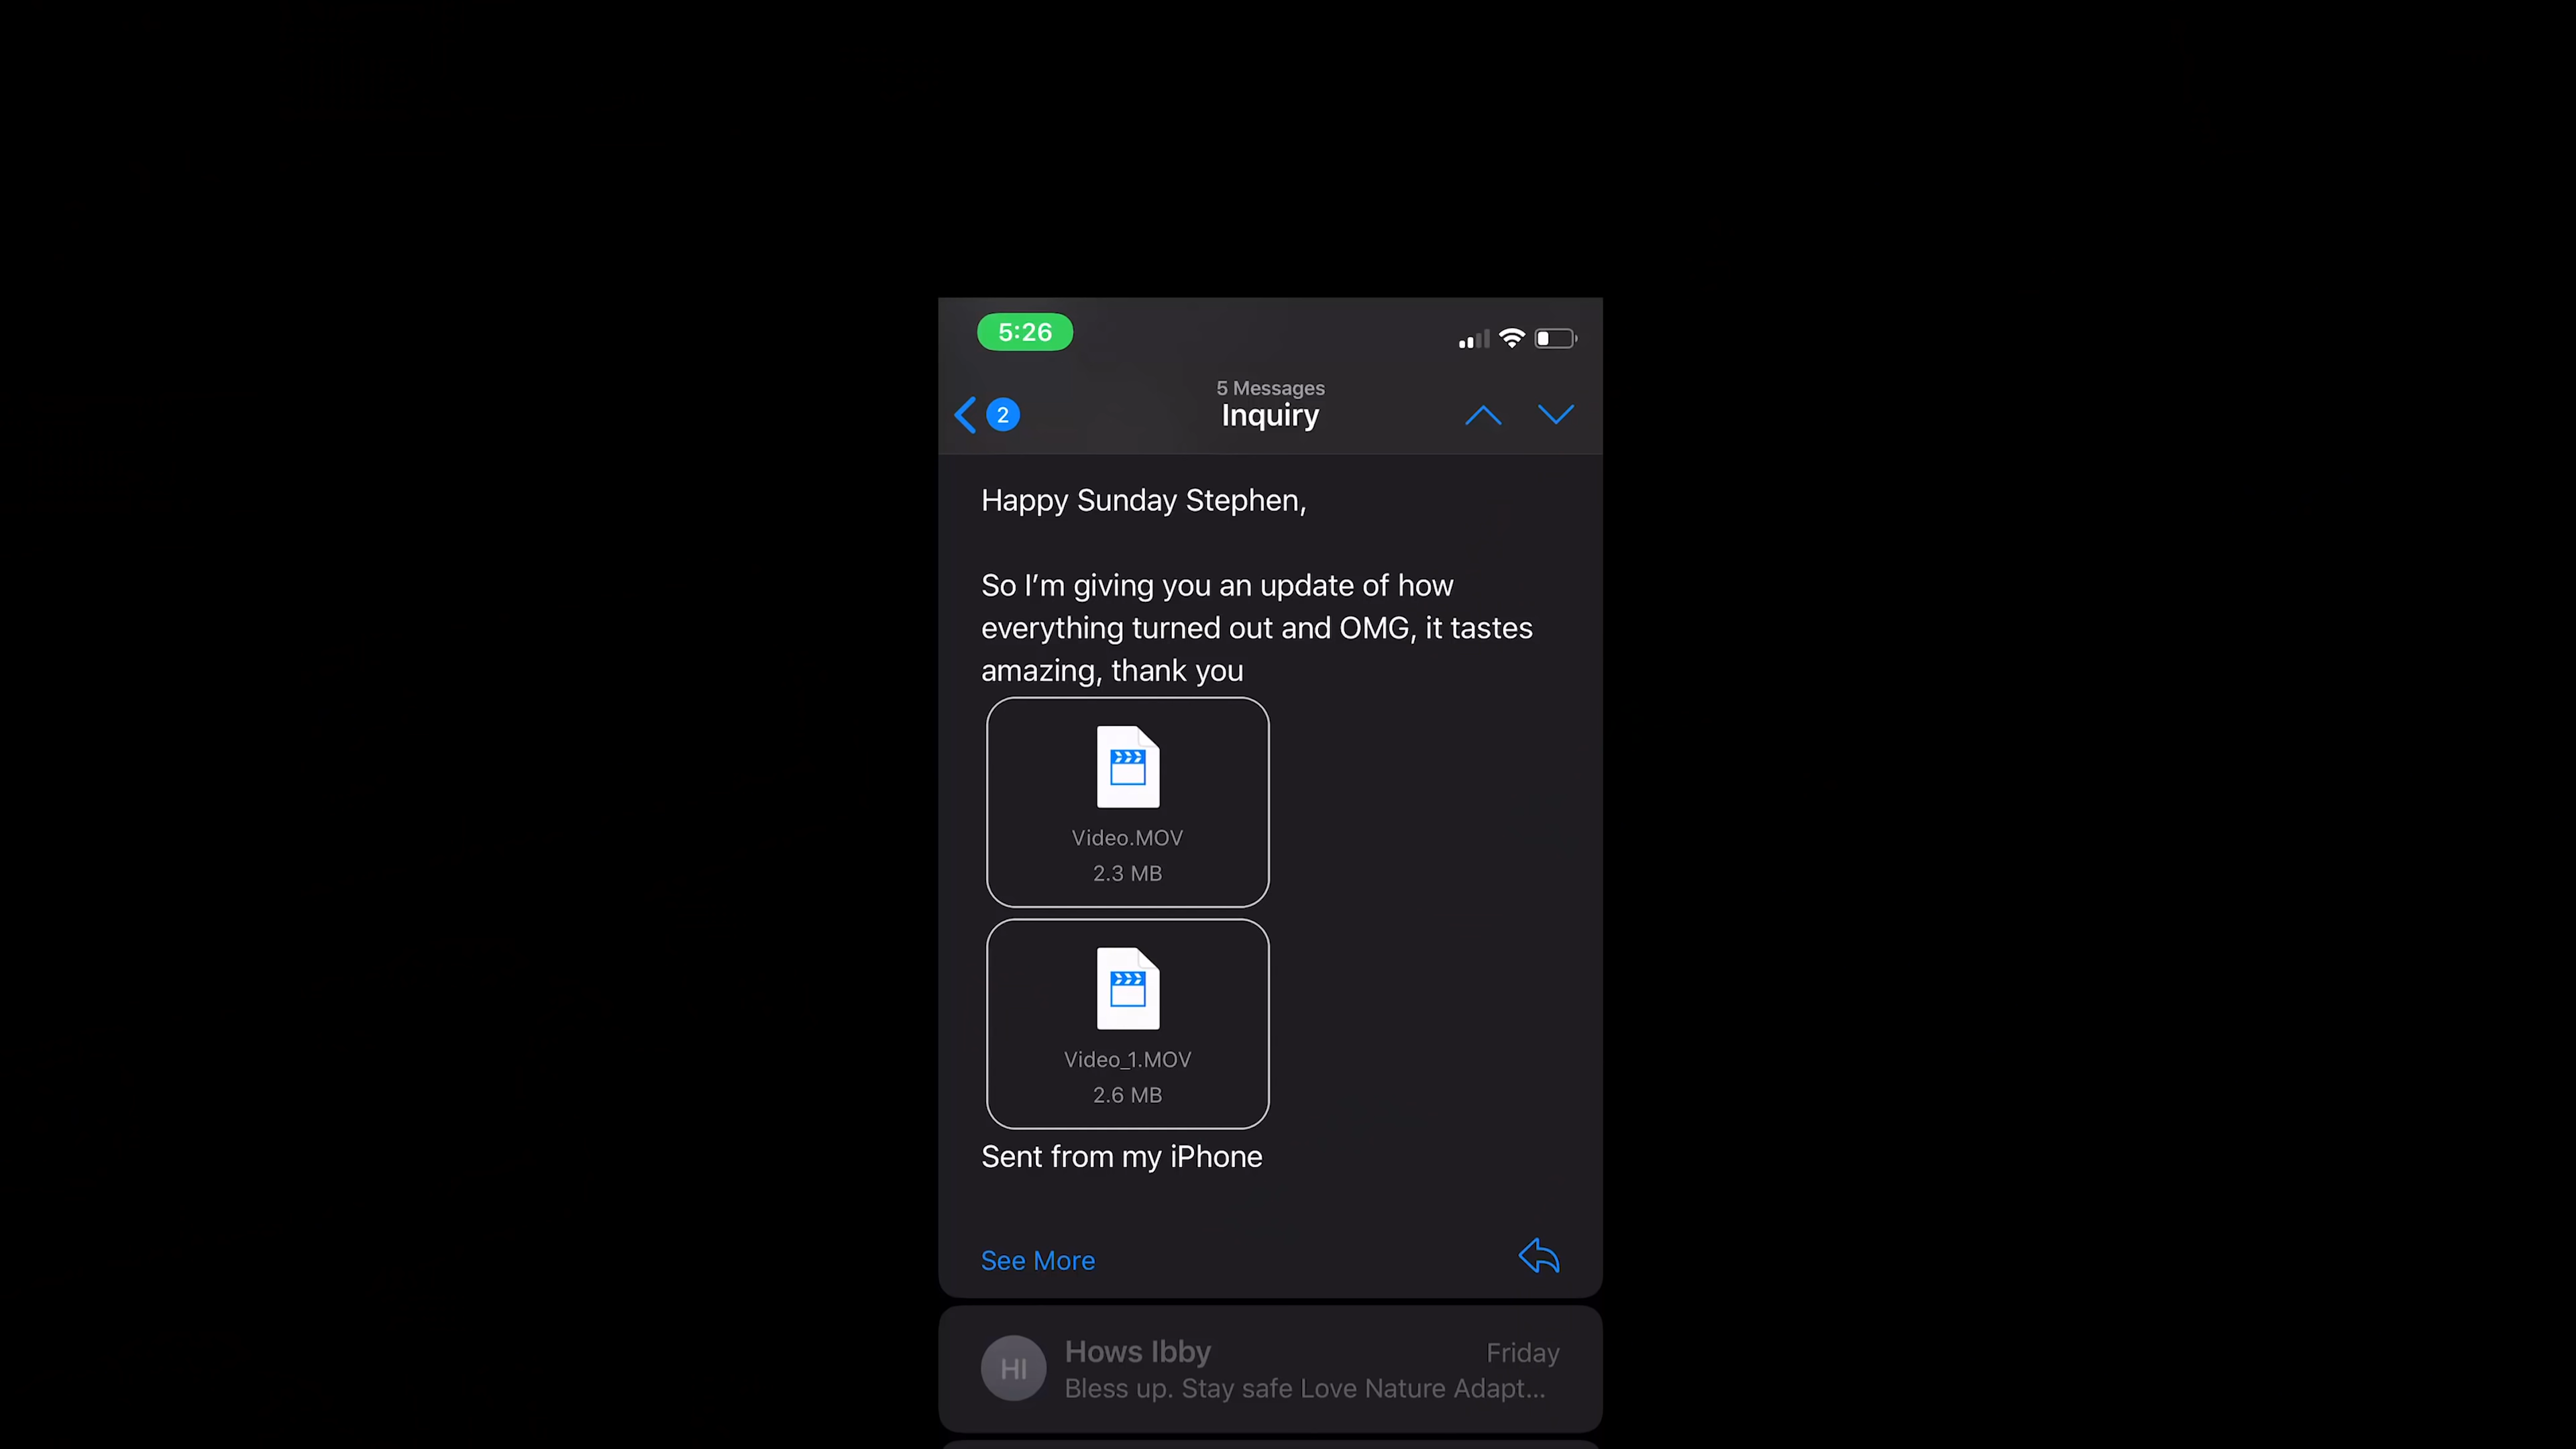 5:26
2
5 Messages
Inquiry
Happy Sunday Stephen,
So I’m giving you an update of how
everything turned out and OMG, it tastes
amazing, thank you
Video.MOV
2.3 MB
Video_1.MOV
2.6 MB
Sent from my iPhone
See More
HI
Hows Ibby
Friday
Bless up. Stay safe Love Nature Adapt...